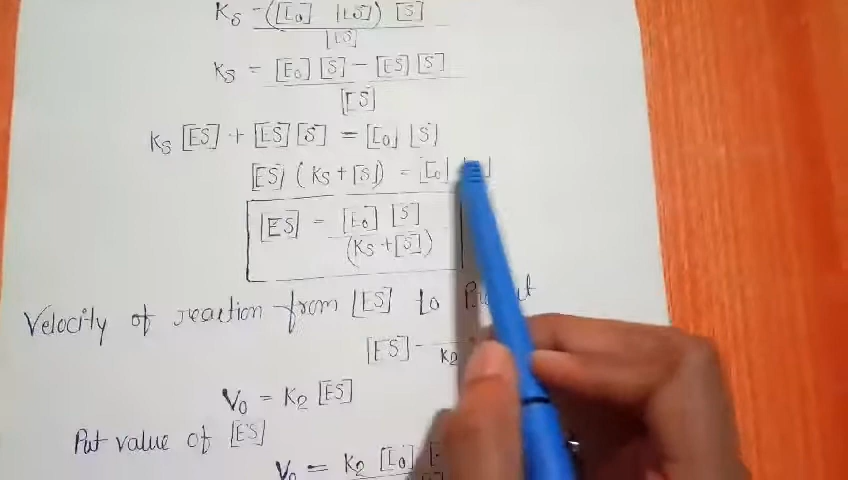 Ks = ([E₀] [ES]) [S] / [ES]
Ks = [E₀] [S] - [ES] [S] / [ES]
Ks [ES] + [ES] [S] = [E₀] [S]
[ES] (Ks + [S]) = [E₀]
[ES] = [E₀] [S] / (Ks + [S])
Velocity of reaction from [ES] to
[ES] - K₂
V₀ = K₂ [ES]
Put value of [ES]
V₀ = K₂ [E₀]